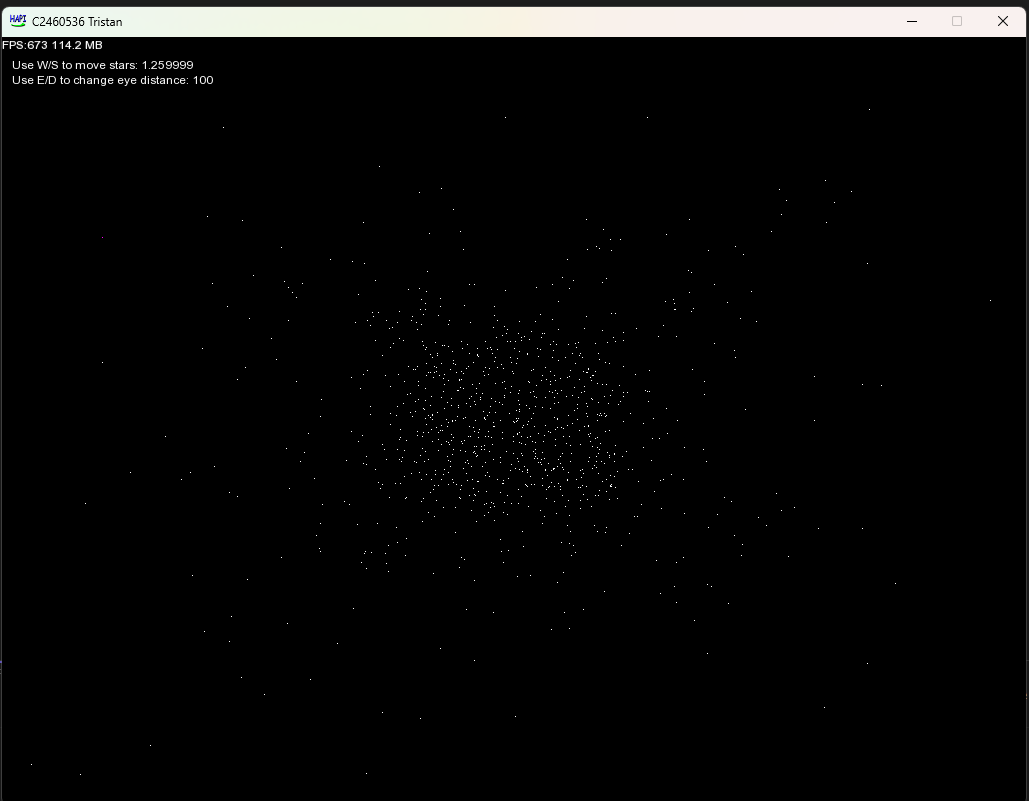 HAPI C2460536 Tristan
FPS:673 114.2 MB
Use W/S to move stars: 1.259999
Use E/D to change eye distance: 100